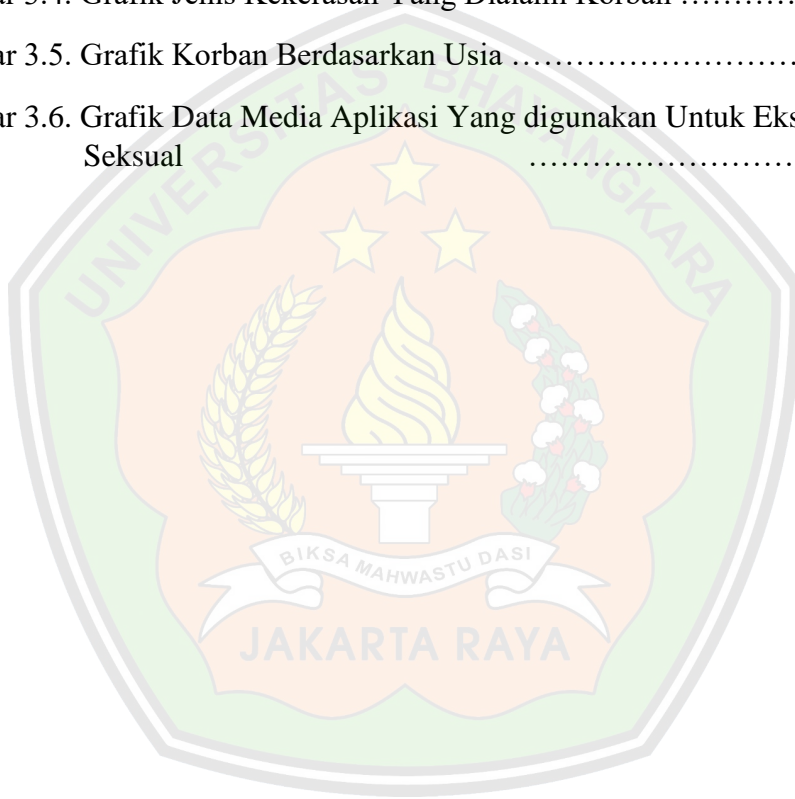 ar 3.4. Grafik Jenis Kekerasan Yang Dialami Korban …………
ar 3.5. Grafik Korban Berdasarkan Usia ………………………
ar 3.6. Grafik Data Media Aplikasi Yang digunakan Untuk Eks
Seksual ………………………
UNIVERSITAS BHAYANGKARA
BIKSA MAHWASTU DASI
JAKARTA RAYA